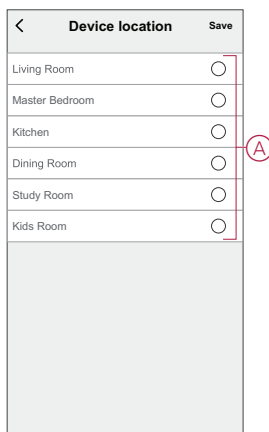 Device location Save
Living Room
Master Bedroom
Kitchen
Dining Room
Study Room
Kids Room
A